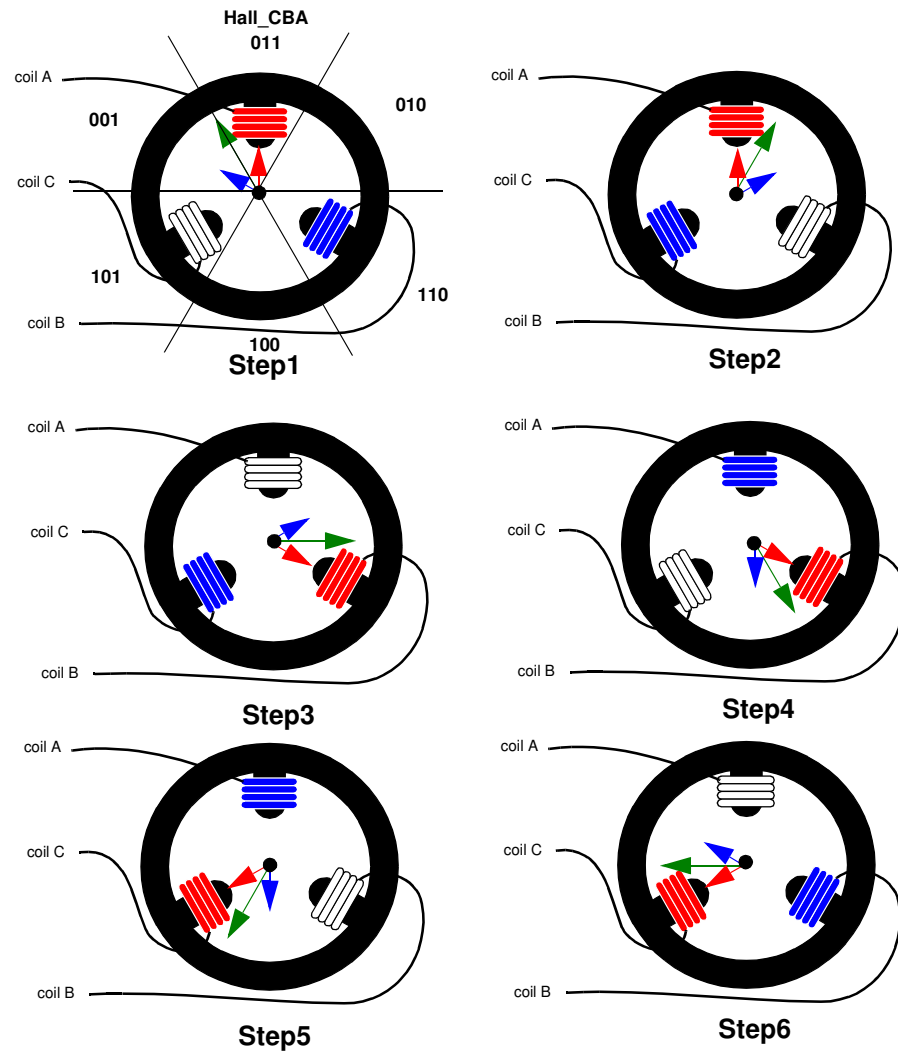 Hall_CBA
011
coil A
001
010
coil C
101
110
coil B
100
Step1
coil A
coil C
coil B
Step2
coil A
coil C
coil B
Step3
coil A
coil C
coil B
Step4
coil A
coil C
coil B
Step5
coil A
coil C
coil B
Step6